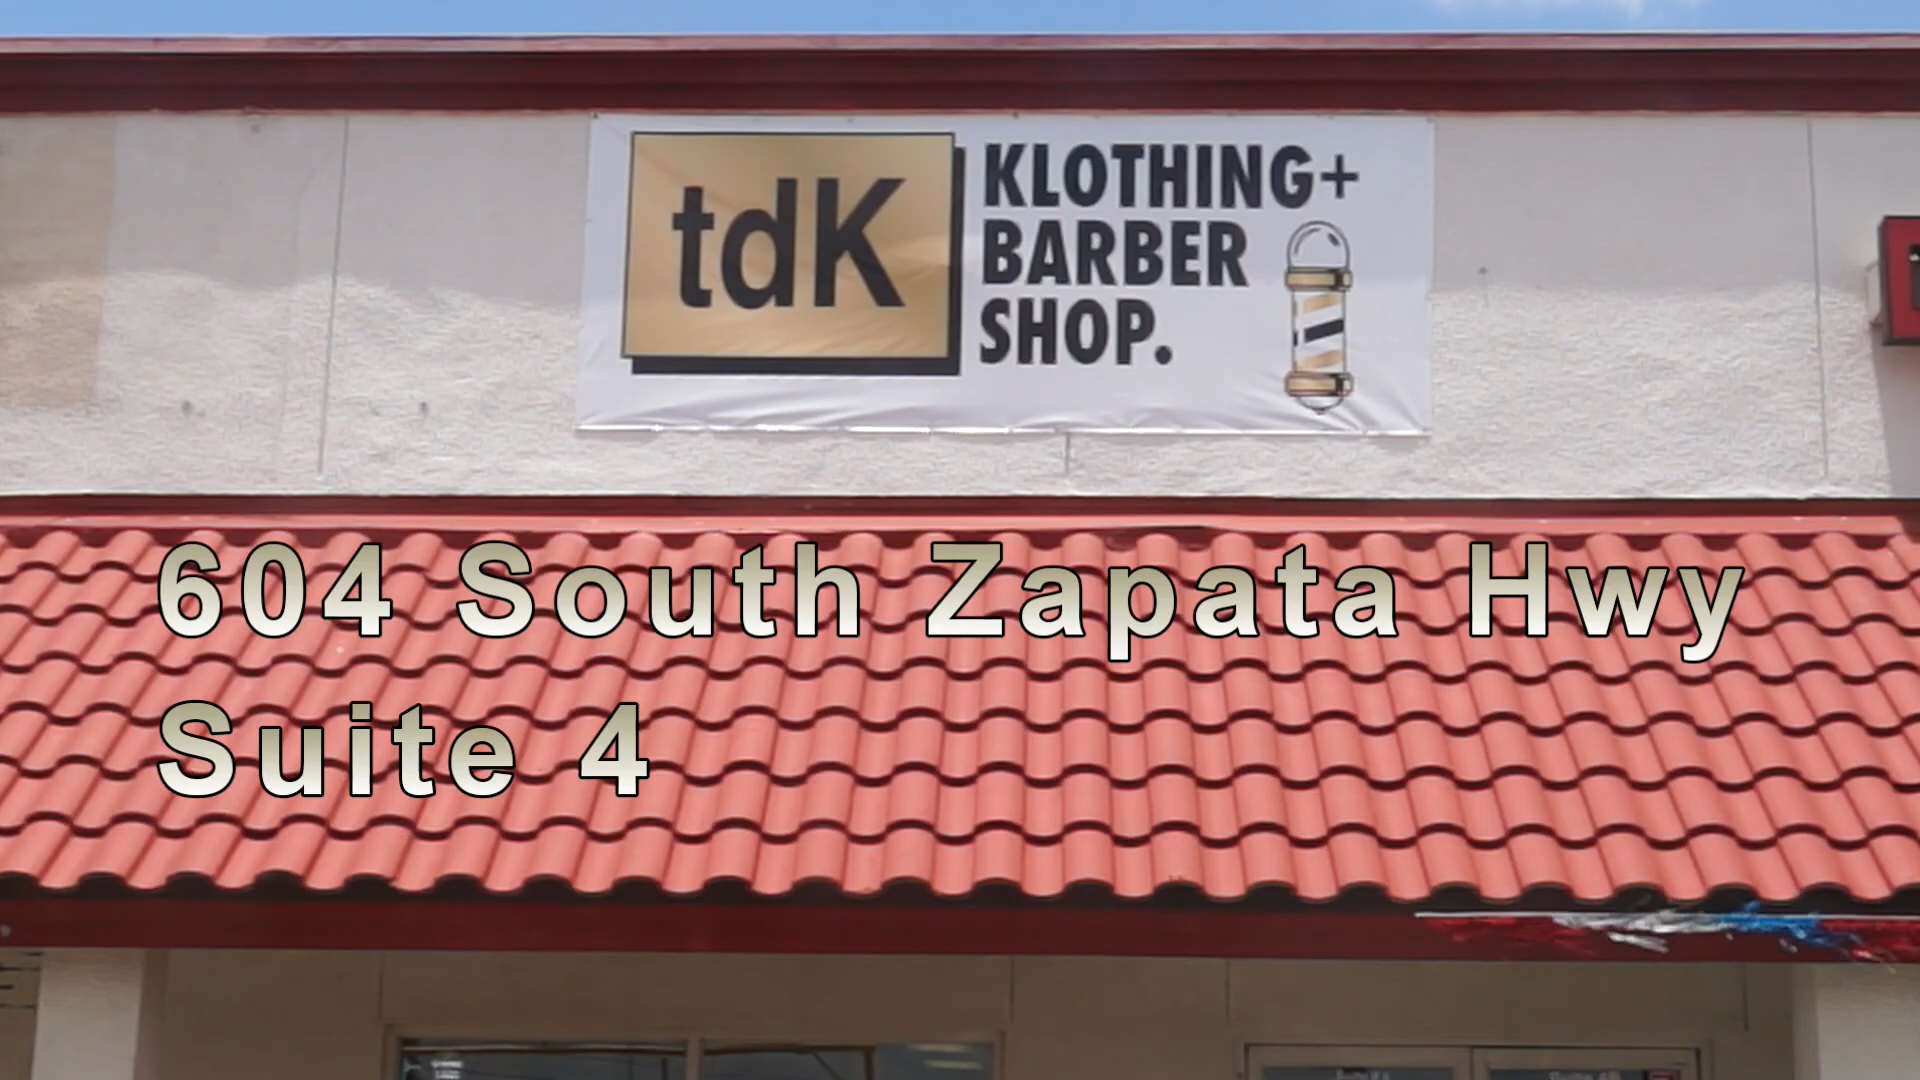 tdK
KLOTHING+
BARBER
SHOP.
604 South Zapata Hwy
Suite 4